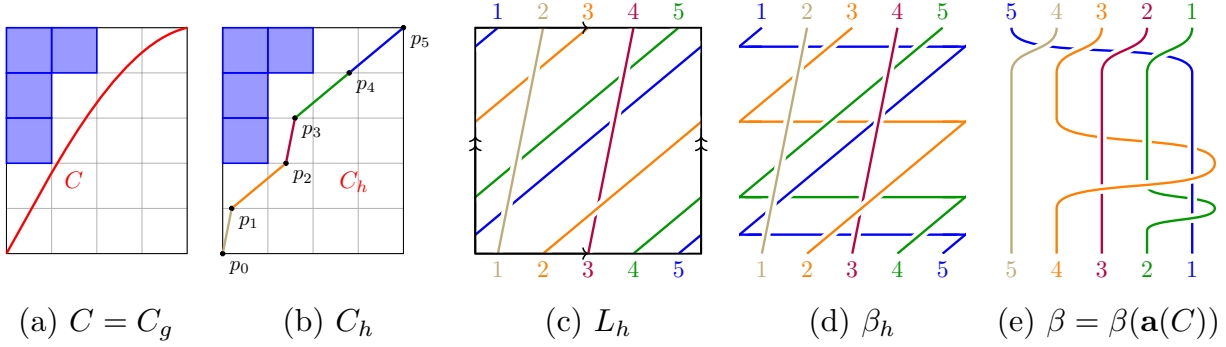 1 2 3 4 5
1 2 3 4 5
5 4 3 2 1
C
p₀
p₁
p₂
p₃
p₄
p₅
C_h
1 2 3 4 5
1 2 3 4 5
5 4 3 2 1
(a) C = C_g
(b) C_h
(c) L_h
(d) β_h
(e) β = β(𝐚(C))